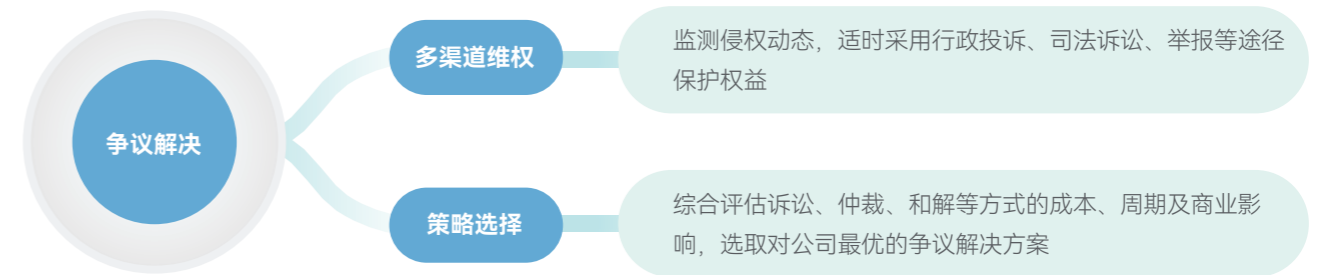 争议解决
多渠道维权
监测侵权动态，适时采用行政投诉、司法诉讼、举报等途径
保护权益
策略选择
综合评估诉讼、仲裁、和解等方式的成本、周期及商业影
响，选取对公司最优的争议解决方案